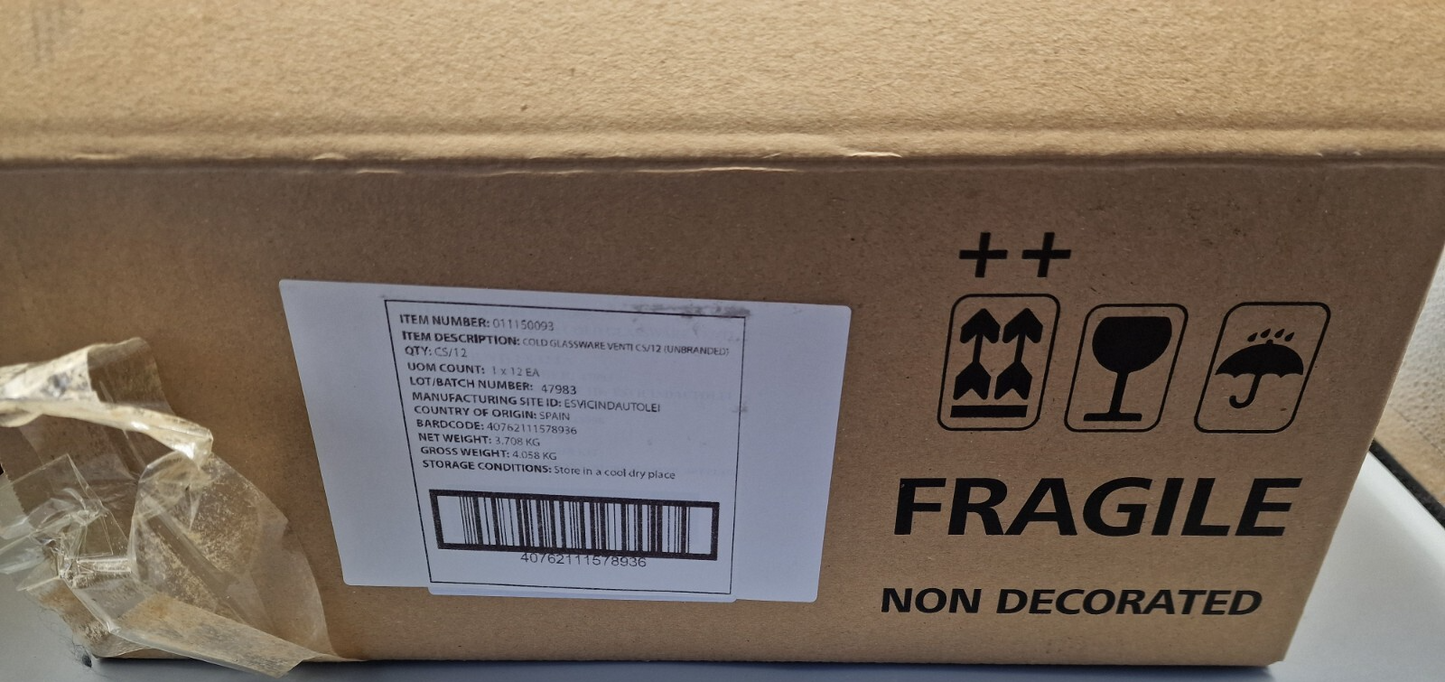 ITEM NUMBER: 011150093
ITEM DESCRIPTION: COLD GLASSWARE VENTI CS/12 (UNBRANDED)
QTY: CS/12
UOM COUNT: 1 x 12 EA
LOT/BATCH NUMBER: 47983
MANUFACTURING SITE ID: ESVICINDAUTOLEI
COUNTRY OF ORIGIN: SPAIN
BARDCODE: 40762111578936
NET WEIGHT: 3.708 KG
GROSS WEIGHT: 4.058 KG
STORAGE CONDITIONS: Store in a cool dry place
40762111578936
++
FRAGILE
NON DECORATED